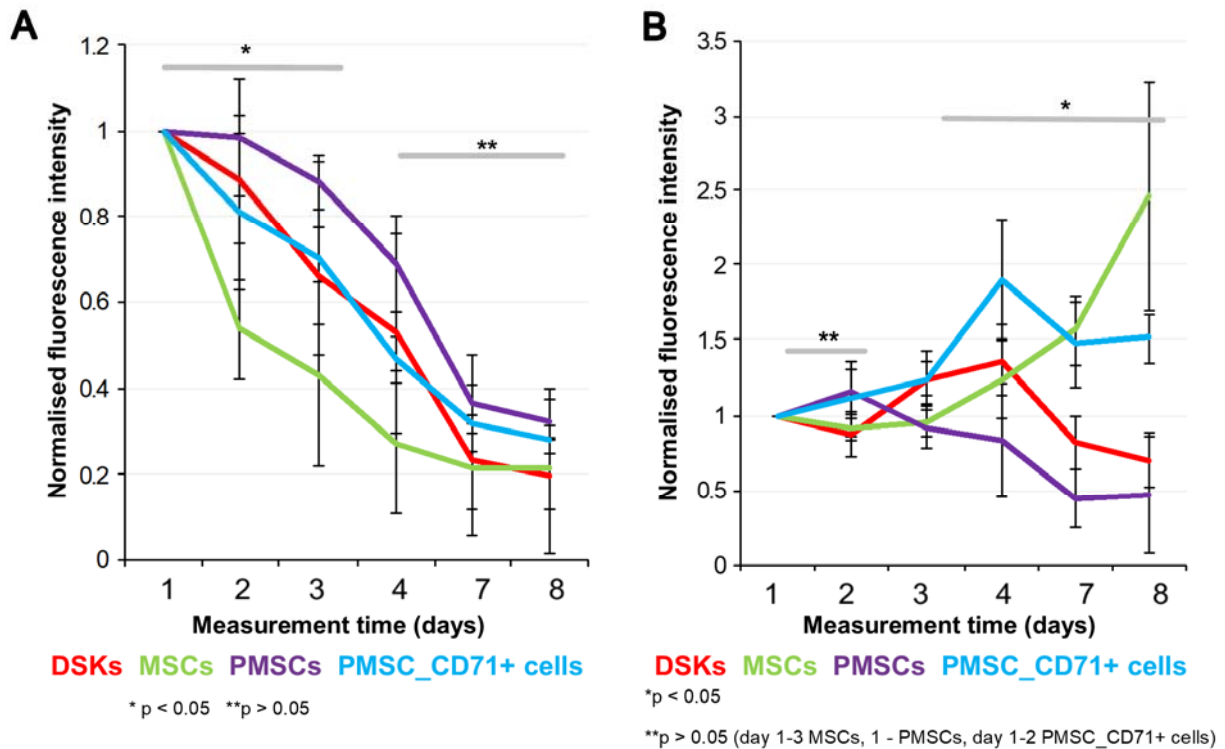 A
Normalised fluorescence intensity
1.2
1
0.8
0.6
0.4
0.2
0
*
**
1 2 3 4 7 8
Measurement time (days)
DSKs MSCs PMSCs PMSC_CD71+ cells
* p < 0.05 **p > 0.05
B
Normalised fluorescence intensity
3.5
3
2.5
2
1.5
1
0.5
0
**
*
1 2 3 4 7 8
Measurement time (days)
DSKs MSCs PMSCs PMSC_CD71+ cells
*p < 0.05
**p > 0.05 (day 1-3 MSCs, 1 - PMSCs, day 1-2 PMSC_CD71+ cells)